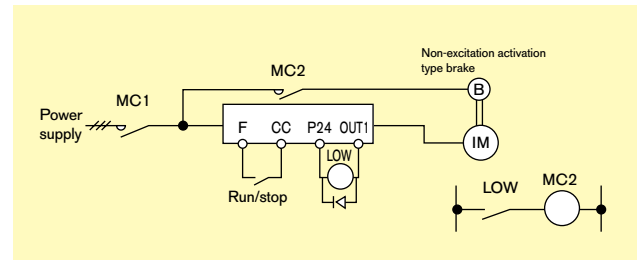 Non-excitation activation
type brake
MC2
B
MC1
Power
supply
F CC P24 OUT1
IM
LOW
Run/stop
LOW MC2